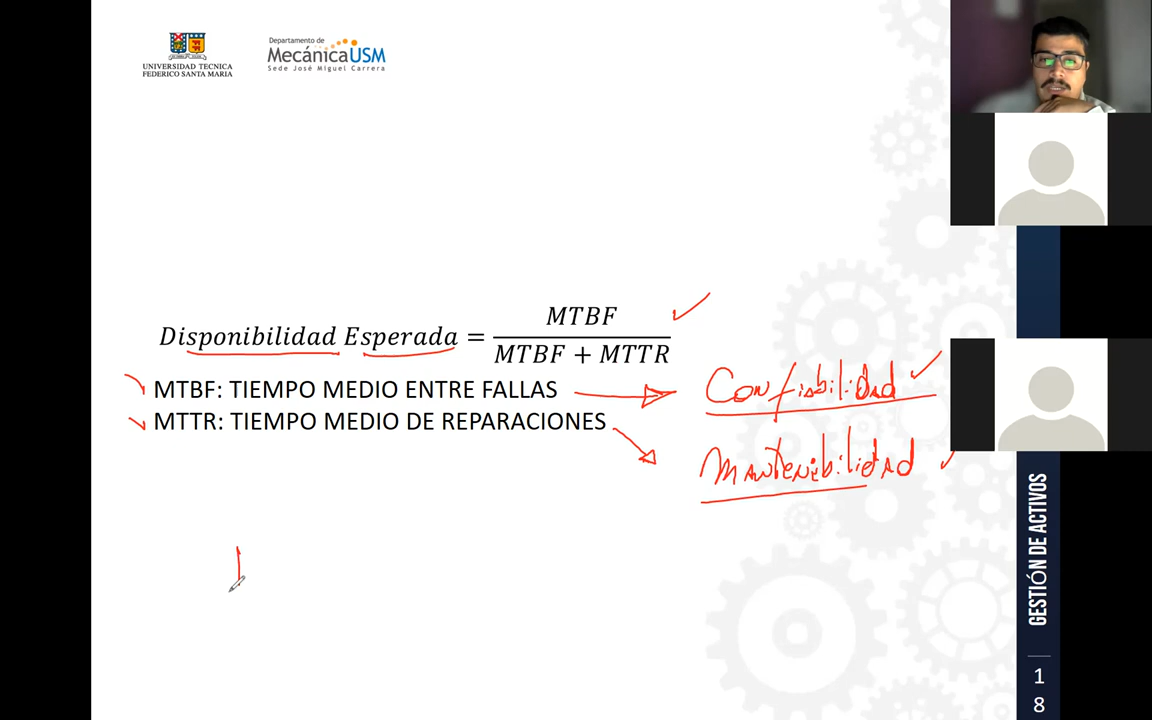 UNIVERSIDAD TECNICA
FEDERICO SANTA MARIA
Departamento de
MecánicaUSM
Sede José Miguel Carrera
Disponibilidad Esperada = MTBF / MTBF + MTTR
MTBF: TIEMPO MEDIO ENTRE FALLAS
Confiabilidad
MTTR: TIEMPO MEDIO DE REPARACIONES
Mantenibilidad
GESTIÓN DE ACTIVOS
1
8